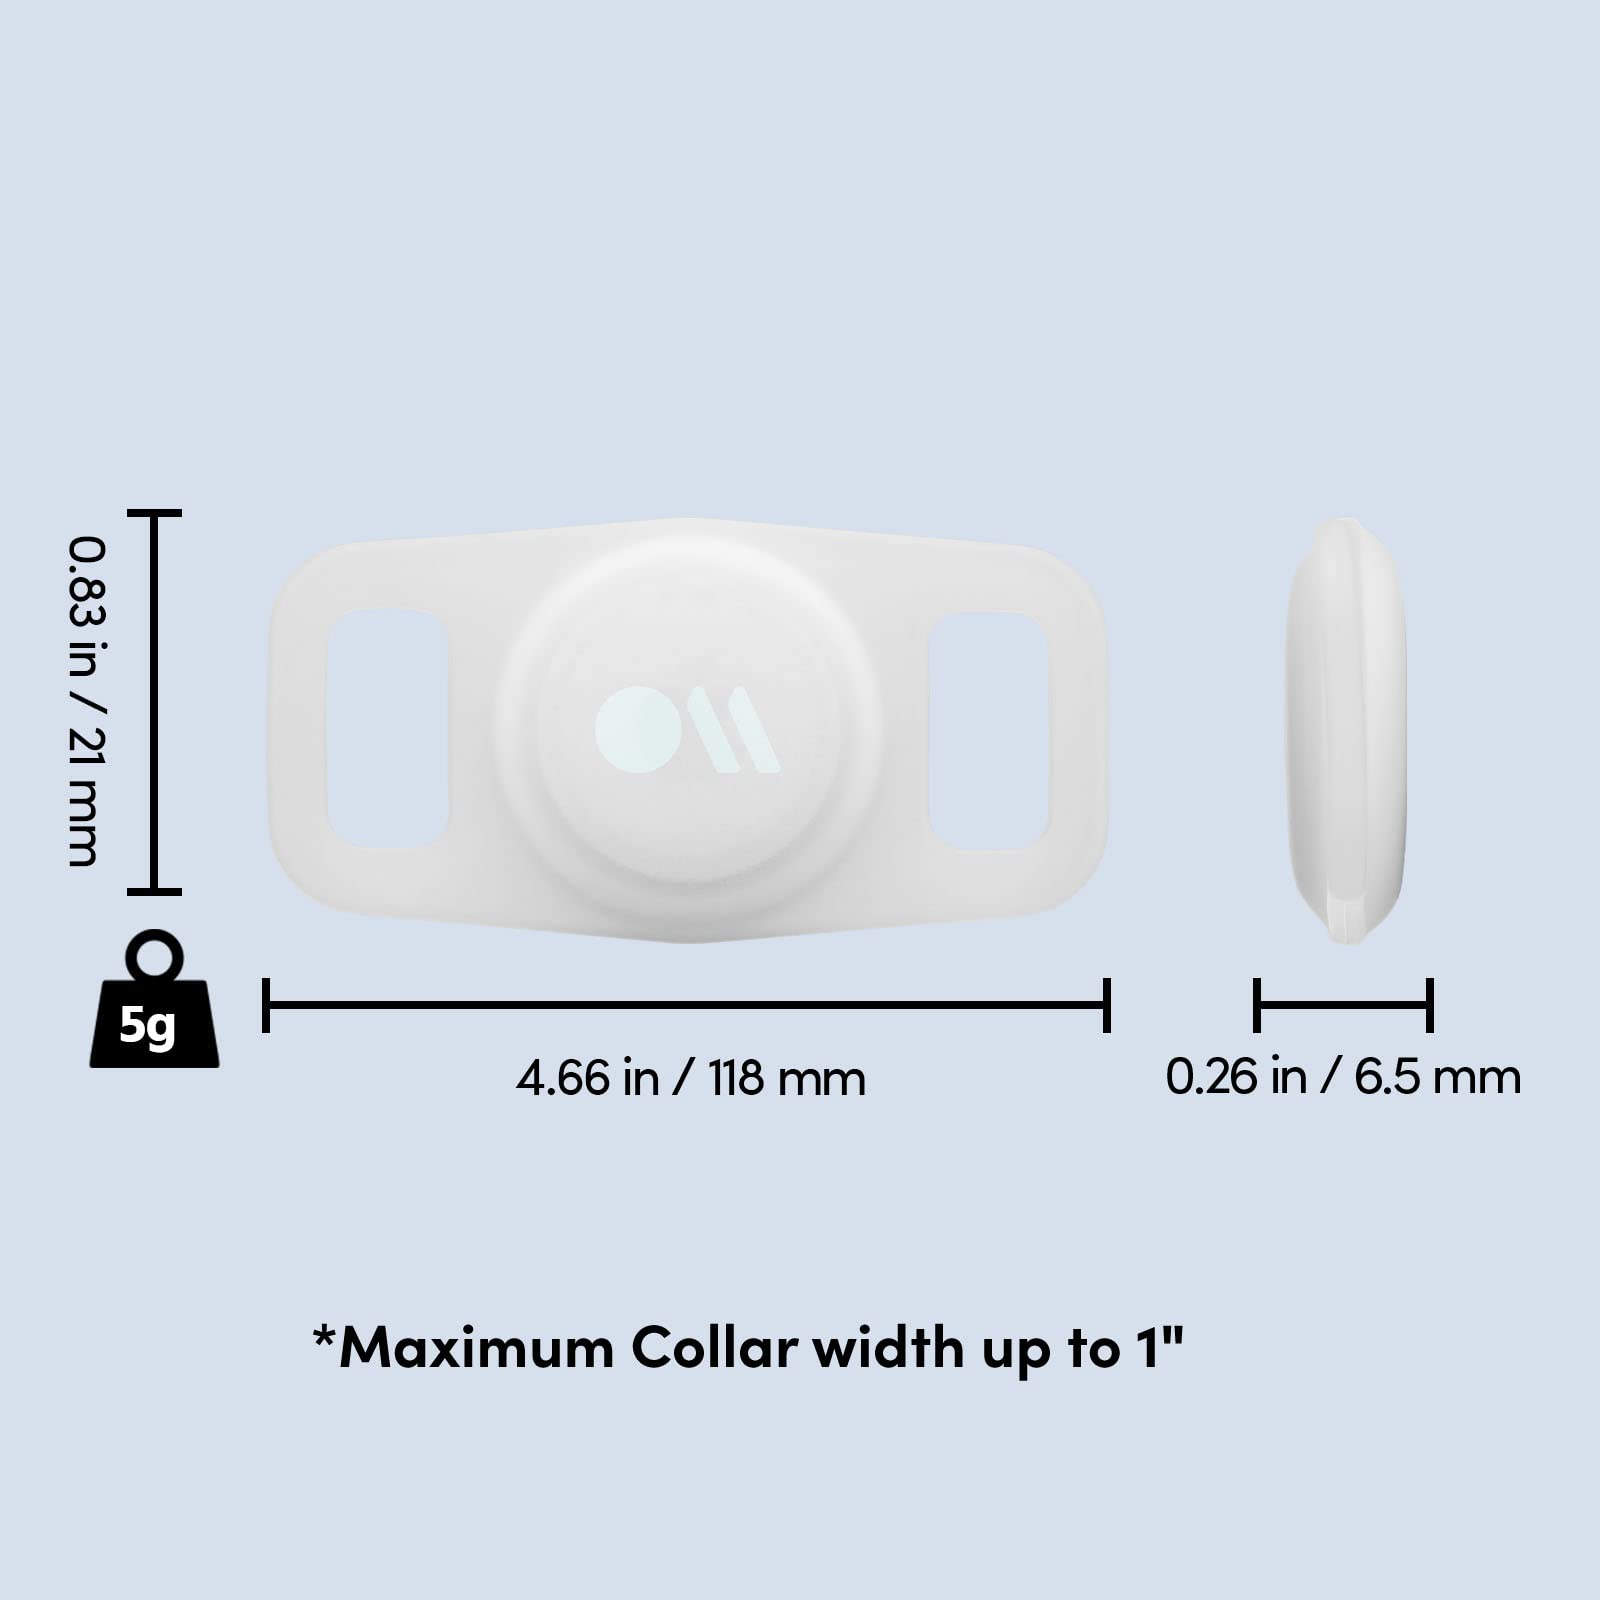 0.83 in / 21 mm
5g
4.66 in / 118 mm
0.26 in / 6.5 mm
*Maximum Collar width up to 1"